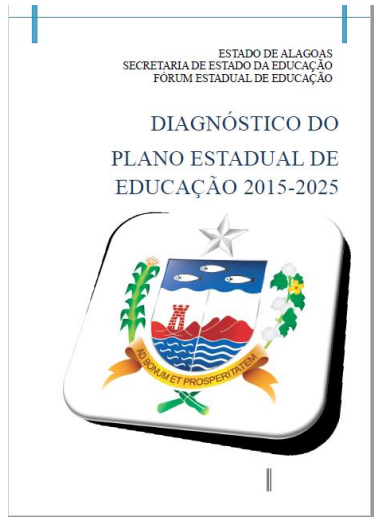 ESTADO DE ALAGOAS
SECRETARIA DE ESTADO DA EDUCAÇÃO
FÓRUM ESTADUAL DE EDUCAÇÃO
DIAGNÓSTICO DO
PLANO ESTADUAL DE
EDUCAÇÃO 2015-2025
AD BONUM ET PROSPERITATEM